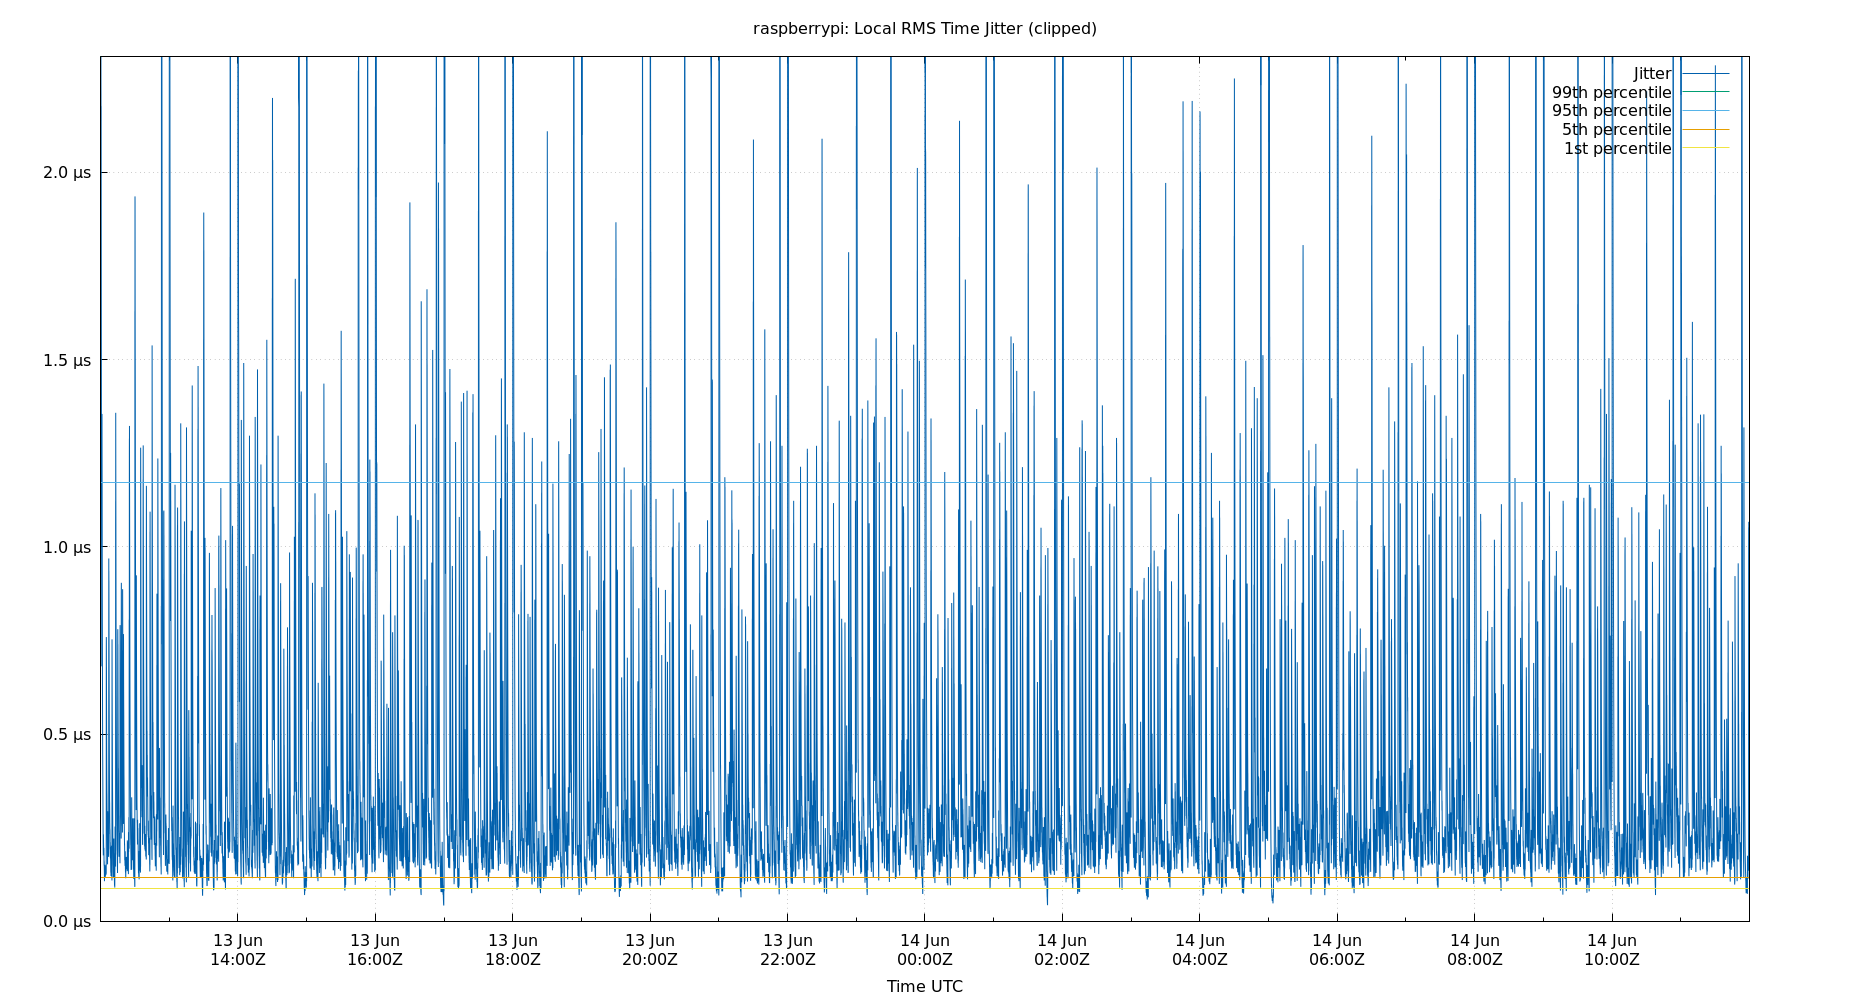 raspberrypi: Local RMS Time Jitter (clipped)
Jitter
99th percentile
95th percentile
5th percentile
1st percentile
2.0 µs
1.5 µs
1.0 µs
0.5 µs
0.0 µs
13 Jun 13 Jun 13 Jun 13 Jun 13 Jun 14 Jun 14 Jun 14 Jun 14 Jun 14 Jun 14 Jun
14:00Z 16:00Z 18:00Z 20:00Z 22:00Z 00:00Z 02:00Z 04:00Z 06:00Z 08:00Z 10:00Z
Time UTC